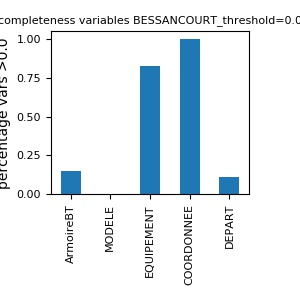 completeness variables BESSANCOURT_threshold=0.0
percentage vars >0.0
1.00
0.75
0.50
0.25
0.00
ArmoireBT
MODELE
EQUIPEMENT
COORDONNEE
DEPART